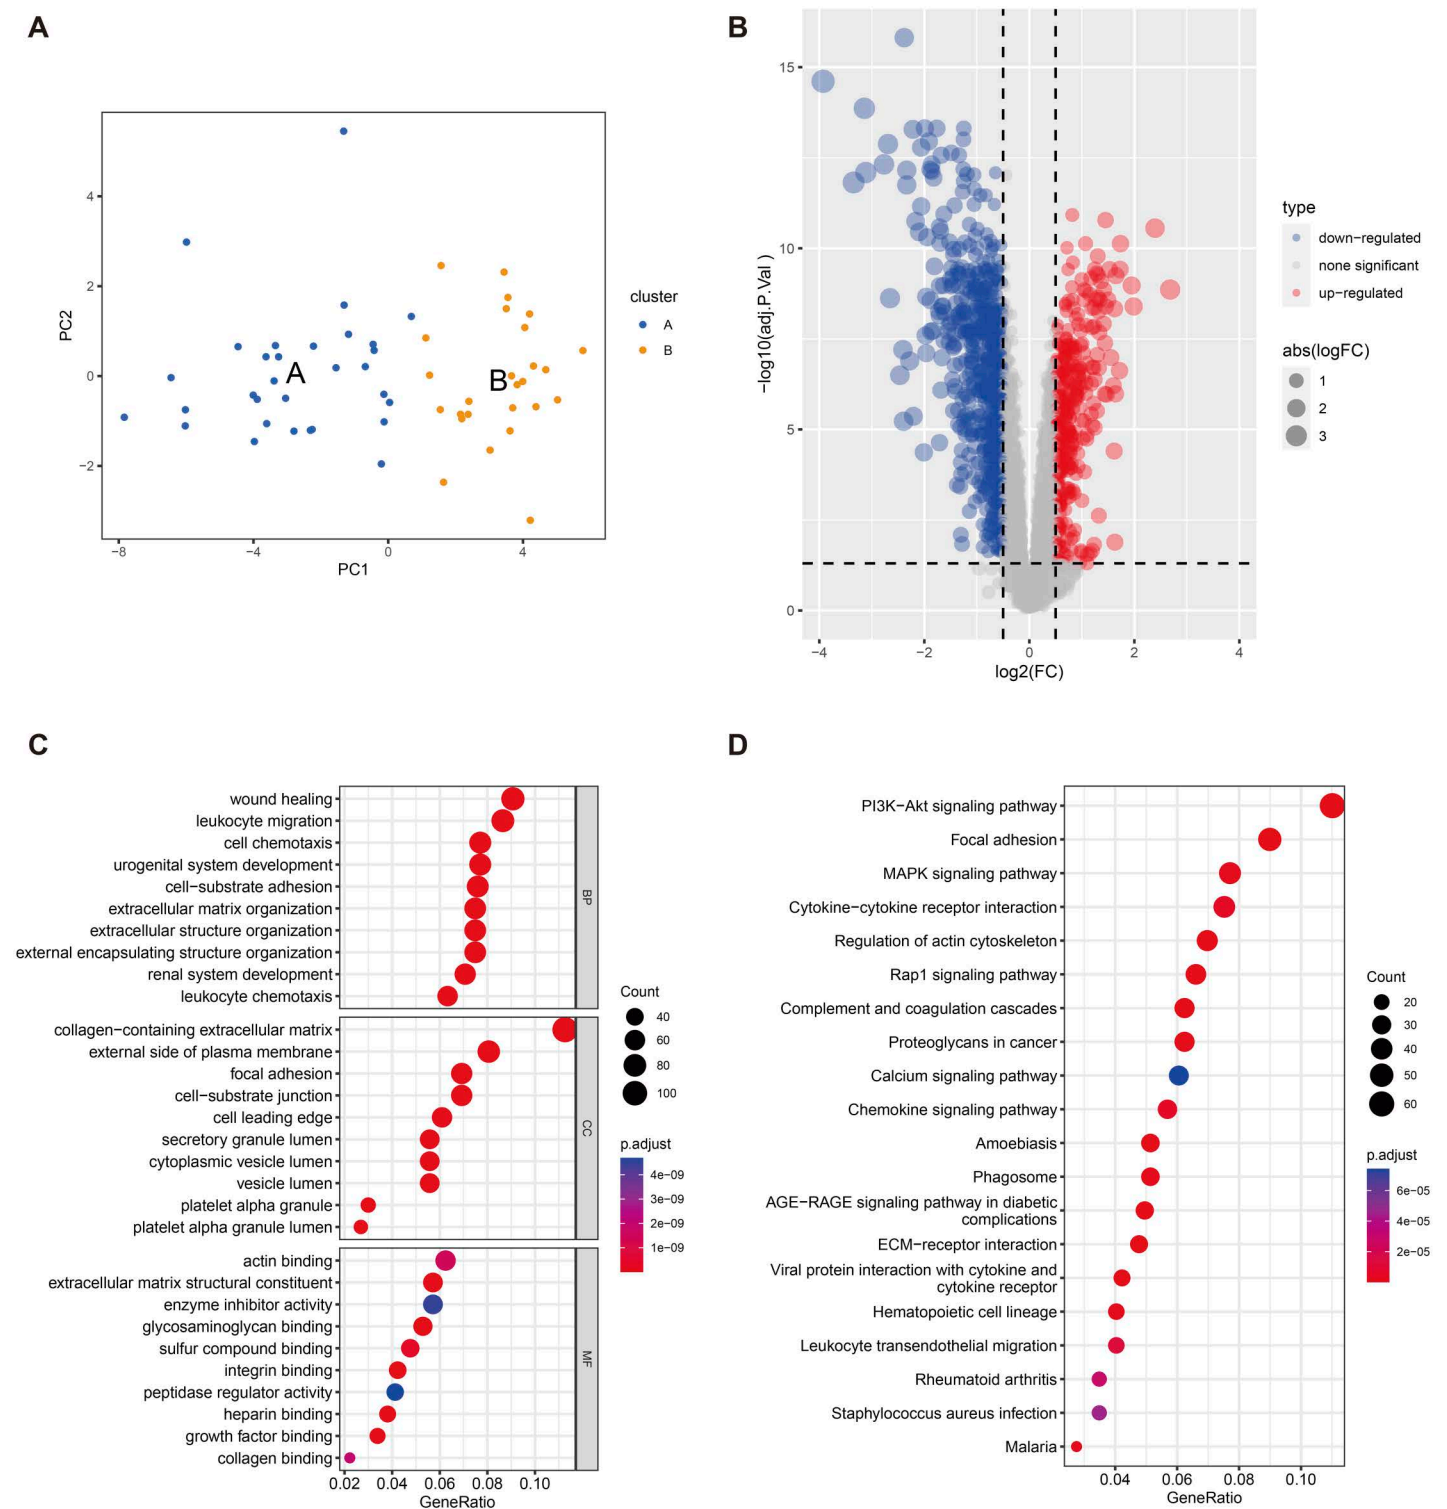 A
4
2
0
−2
−8
−4
0
4
PC1
PC2
A
B
cluster
A
B
B
15
10
5
0
−4
−2
0
2
4
log2(FC)
−log10(adj.P.Val )
type
down−regulated
none significant
up−regulated
abs(logFC)
1
2
3
C
wound healing
leukocyte migration
cell chemotaxis
urogenital system development
cell−substrate adhesion
extracellular matrix organization
extracellular structure organization
external encapsulating structure organization
renal system development
leukocyte chemotaxis
BP
collagen−containing extracellular matrix
external side of plasma membrane
focal adhesion
cell−substrate junction
cell leading edge
secretory granule lumen
cytoplasmic vesicle lumen
vesicle lumen
platelet alpha granule
platelet alpha granule lumen
CC
actin binding
extracellular matrix structural constituent
enzyme inhibitor activity
glycosaminoglycan binding
sulfur compound binding
integrin binding
peptidase regulator activity
heparin binding
growth factor binding
collagen binding
MF
0.02
0.04
0.06
0.08
0.10
GeneRatio
Count
40
60
80
100
p.adjust
4e−09
3e−09
2e−09
1e−09
D
PI3K−Akt signaling pathway
Focal adhesion
MAPK signaling pathway
Cytokine−cytokine receptor interaction
Regulation of actin cytoskeleton
Rap1 signaling pathway
Complement and coagulation cascades
Proteoglycans in cancer
Calcium signaling pathway
Chemokine signaling pathway
Amoebiasis
Phagosome
AGE−RAGE signaling pathway in diabetic
complications
ECM−receptor interaction
Viral protein interaction with cytokine and
cytokine receptor
Hematopoietic cell lineage
Leukocyte transendothelial migration
Rheumatoid arthritis
Staphylococcus aureus infection
Malaria
0.04
0.06
0.08
0.10
GeneRatio
Count
20
30
40
50
60
p.adjust
6e−05
4e−05
2e−05